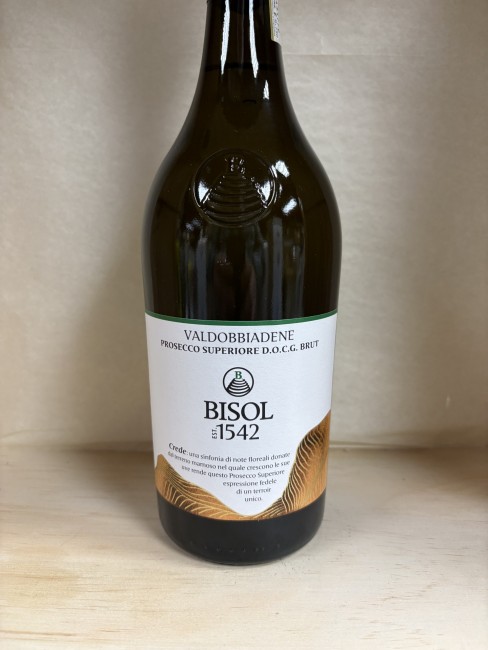 VALDOBBIADENE
PROSECCO SUPERIORE D.O.C.G. BRUT
B
BISOL
EST. 1542
Crede: una sinfonia di note floreali donate
dal terreno marnoso nel quale crescono le sue
uve rende questo Prosecco Superiore
espressione fedele
di un terroir
unico.